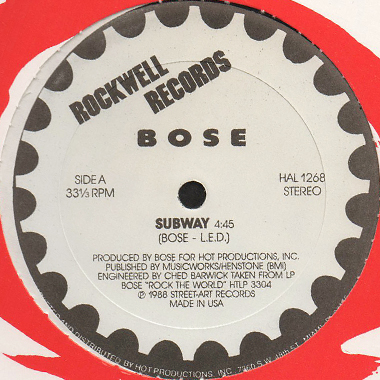 ROCKWELL
RECORDS
BOSE
SIDE A
33⅓ RPM
HAL 1268
STEREO
SUBWAY 4:45
(BOSE - L.E.D.)
PRODUCED BY BOSE FOR HOT PRODUCTIONS, INC.
PUBLISHED BY MUSICWORKS/HENSTONE (BMI)
ENGINEERED BY CHED BARWICK TAKEN FROM LP
BOSE "ROCK THE WORLD" HTLP 3304
℗ 1988 STREET-ART RECORDS
MADE IN USA
AND DISTRIBUTED BY HOT PRODUCTIONS, INC.